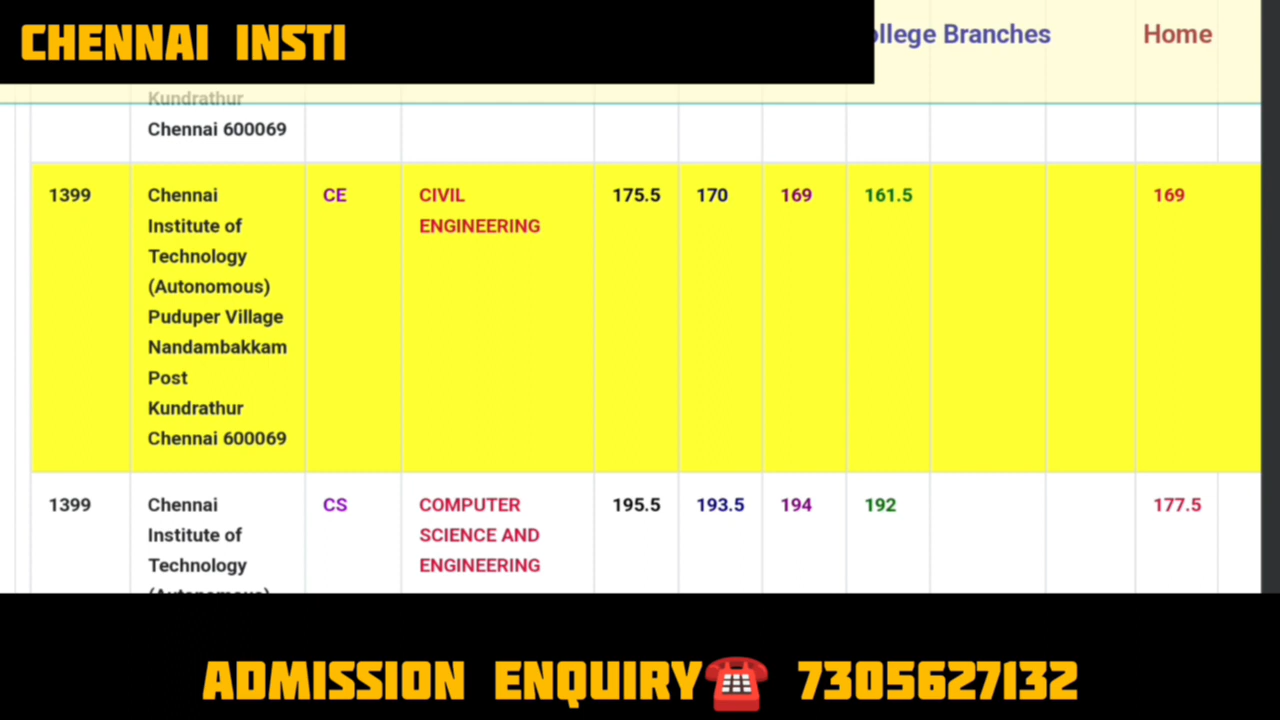 CHENNAI INSTI
ollege Branches Home
Kundrathur
Chennai 600069
1399 Chennai CE CIVIL 175.5 170 169 161.5 169
Institute of ENGINEERING
Technology
(Autonomous)
Puduper Village
Nandambakkam
Post
Kundrathur
Chennai 600069
1399 Chennai CS COMPUTER 195.5 193.5 194 192 177.5
Institute of SCIENCE AND
Technology ENGINEERING
(Autonomous)
ADMISSION ENQUIRY☎️ 7305627132